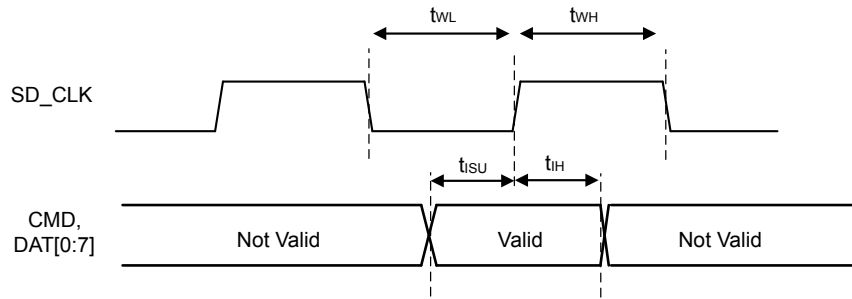 tWL tWH
SD_CLK
tISU tIH
CMD,
DAT[0:7]
Not Valid Valid Not Valid